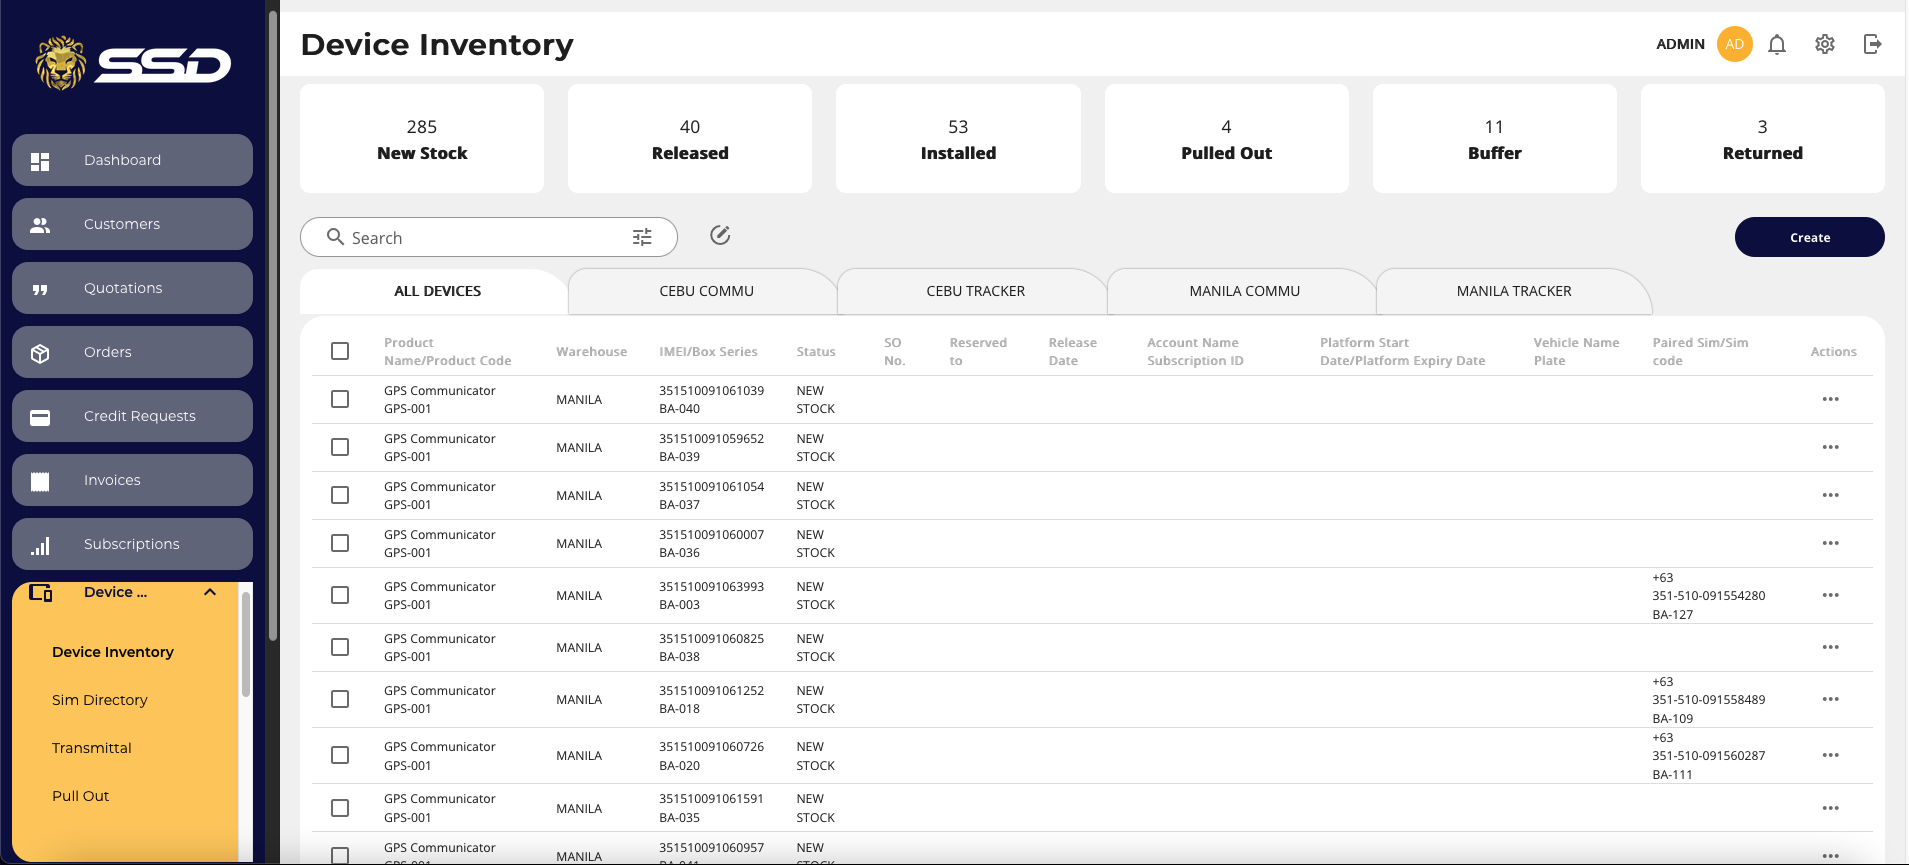 SSD
Dashboard
Customers
Quotations
Orders
Credit Requests
Invoices
Subscriptions
Device ...
Device Inventory
Sim Directory
Transmittal
Pull Out
Device Inventory
ADMIN
AD
285
New Stock
40
Released
53
Installed
4
Pulled Out
11
Buffer
3
Returned
Search
Create
ALL DEVICES
CEBU COMMU
CEBU TRACKER
MANILA COMMU
MANILA TRACKER
Product
Name/Product Code
Warehouse
IMEI/Box Series
Status
SO
No.
Reserved
to
Release
Date
Account Name
Subscription ID
Platform Start
Date/Platform Expiry Date
Vehicle Name
Plate
Paired Sim/Sim
code
Actions
GPS Communicator
GPS-001
MANILA
351510091061039
BA-040
NEW
STOCK
GPS Communicator
GPS-001
MANILA
351510091059652
BA-039
NEW
STOCK
GPS Communicator
GPS-001
MANILA
351510091061054
BA-037
NEW
STOCK
GPS Communicator
GPS-001
MANILA
351510091060007
BA-036
NEW
STOCK
GPS Communicator
GPS-001
MANILA
351510091063993
BA-003
NEW
STOCK
+63
351-510-091554280
BA-127
GPS Communicator
GPS-001
MANILA
351510091060825
BA-038
NEW
STOCK
GPS Communicator
GPS-001
MANILA
351510091061252
BA-018
NEW
STOCK
+63
351-510-091558489
BA-109
GPS Communicator
GPS-001
MANILA
351510091060726
BA-020
NEW
STOCK
+63
351-510-091560287
BA-111
GPS Communicator
GPS-001
MANILA
351510091061591
BA-035
NEW
STOCK
GPS Communicator
GPS-001
MANILA
351510091060957
BA-041
NEW
STOCK